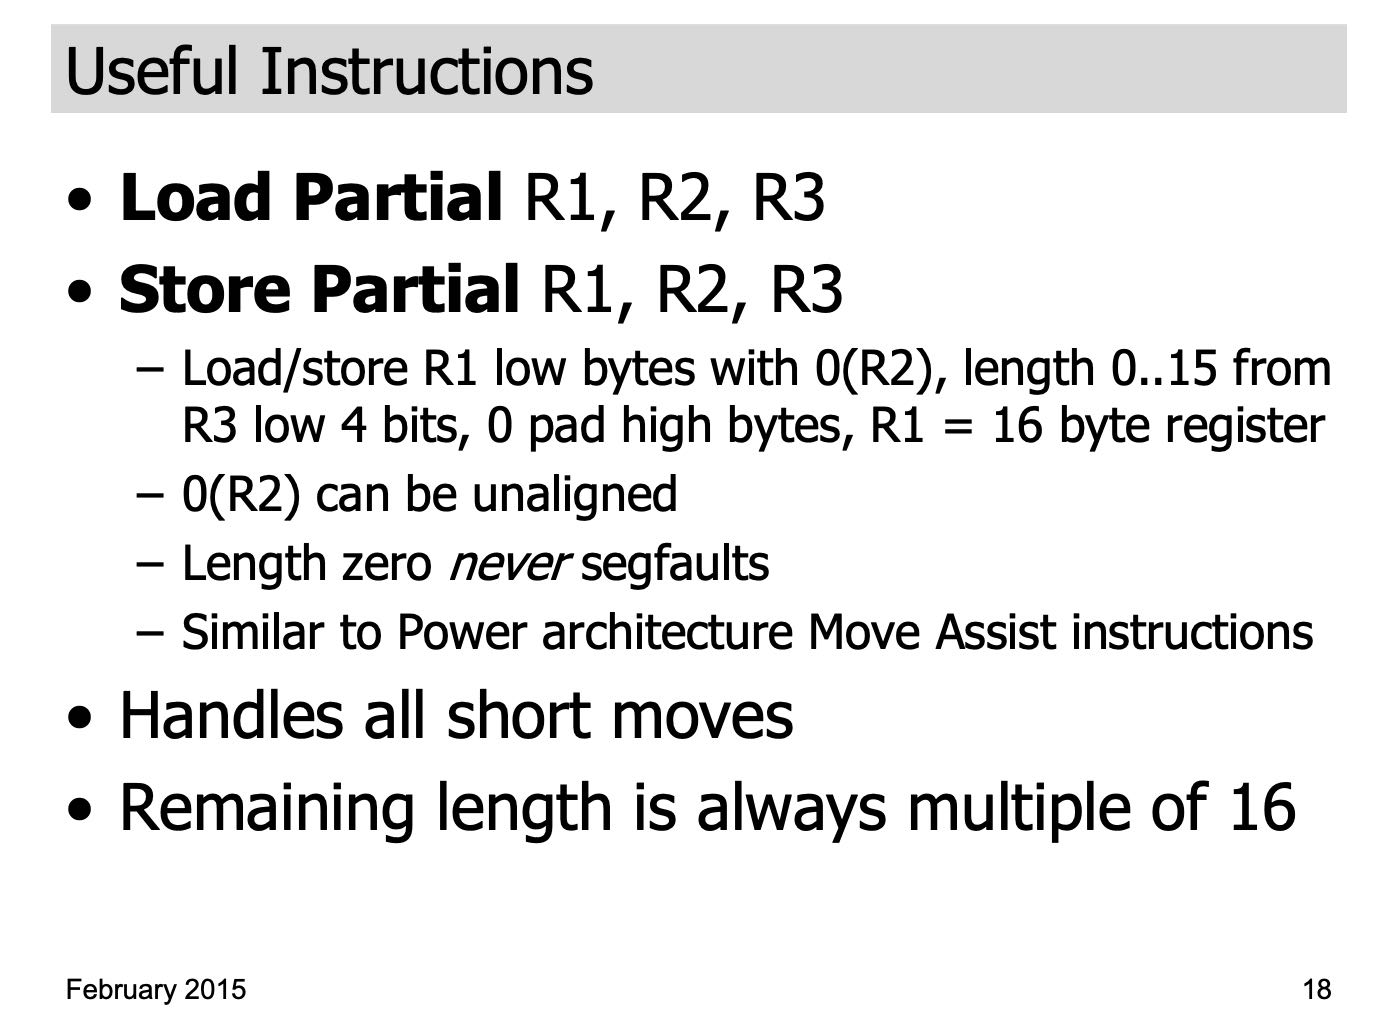 Useful Instructions
• Load Partial R1, R2, R3
• Store Partial R1, R2, R3
– Load/store R1 low bytes with 0(R2), length 0..15 from
R3 low 4 bits, 0 pad high bytes, R1 = 16 byte register
– 0(R2) can be unaligned
– Length zero never segfaults
– Similar to Power architecture Move Assist instructions
• Handles all short moves
• Remaining length is always multiple of 16
February 2015
18